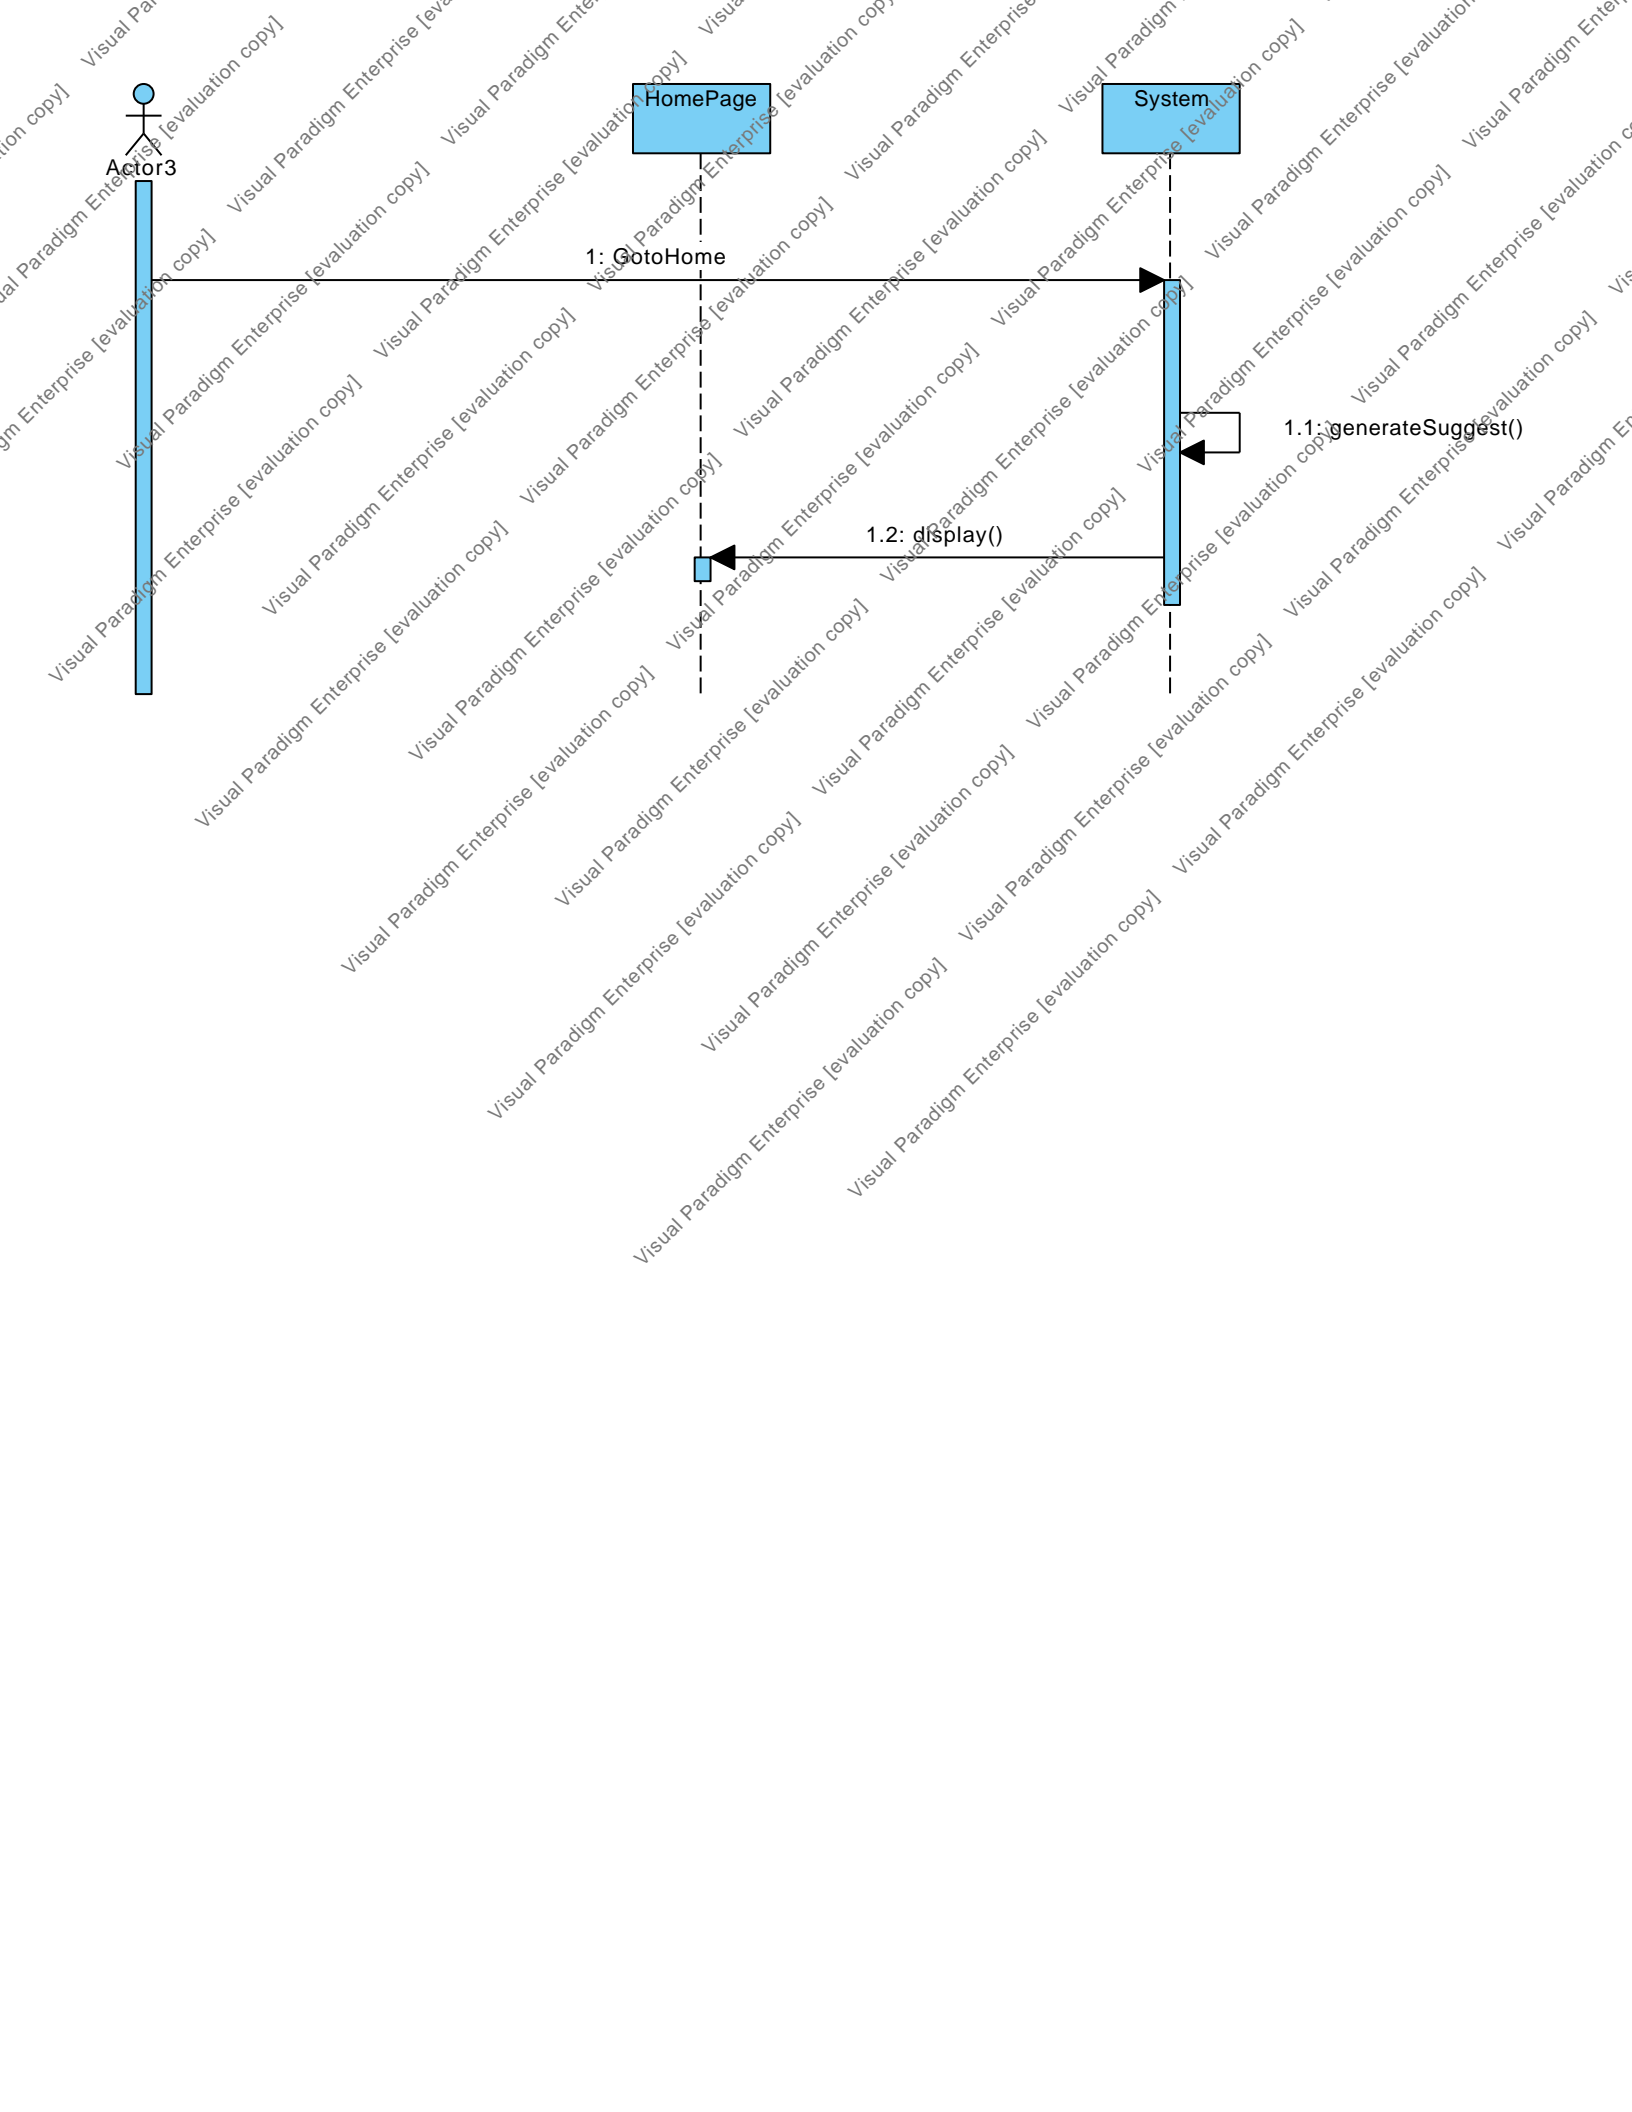 Actor3
HomePage
System
1: GotoHome
1.1: generateSuggest()
1.2: display()
Visual Paradigm Enterprise [evaluation copy]